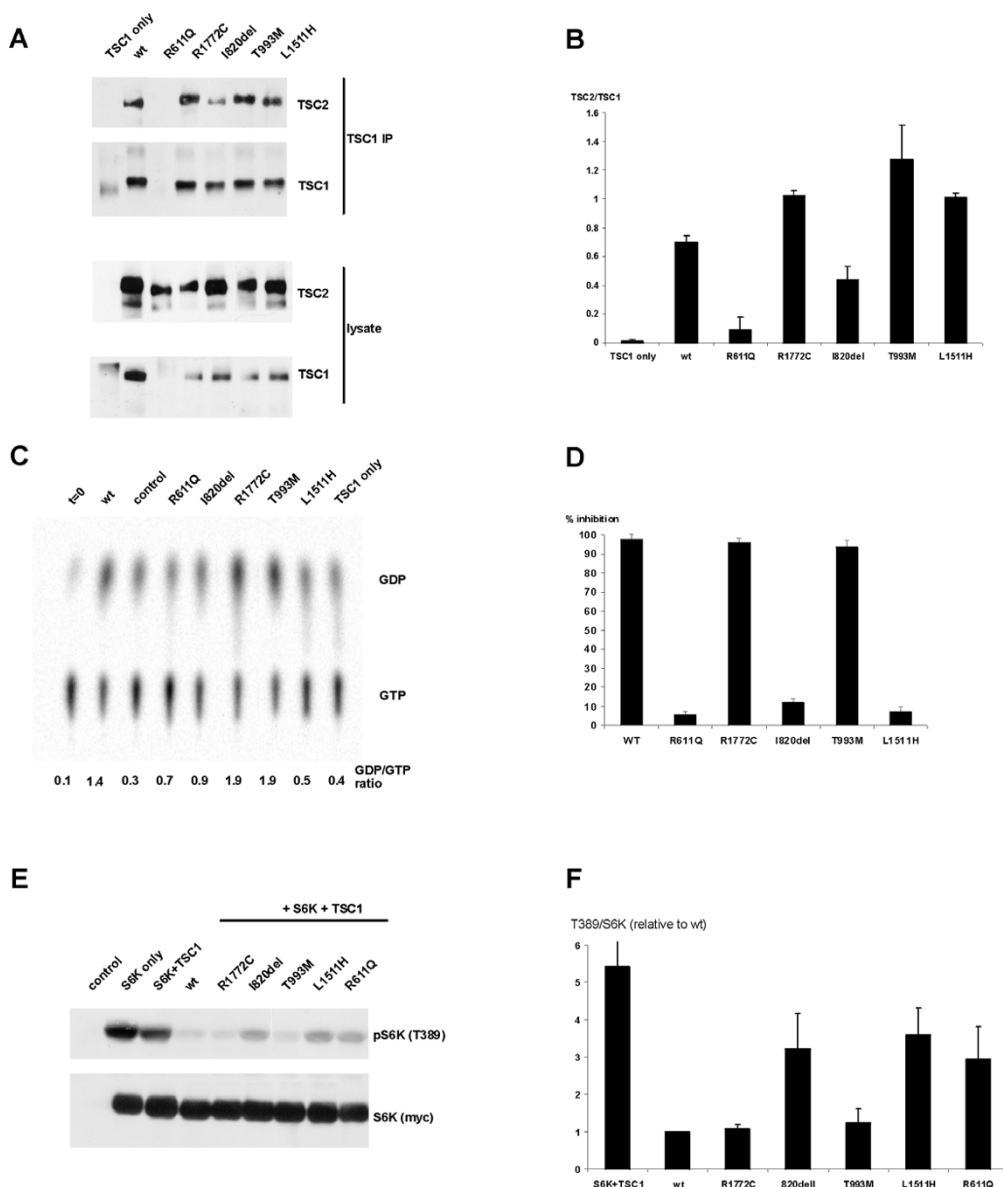 A
TSC1 only
wt
R611Q
R1772C
I820del
T993M
L1511H
TSC2
TSC1
TSC1 IP
TSC2
TSC1
lysate
B
TSC2/TSC1
1.6
1.4
1.2
1
0.8
0.6
0.4
0.2
0
TSC1 only wt R611Q R1772C I820del T993M L1511H
C
t=0
wt
control
R611Q
I820del
R1772C
T993M
L1511H
TSC1 only
GDP
GTP
0.1 1.4 0.3 0.7 0.9 1.9 1.9 0.5 0.4
GDP/GTP
ratio
D
% inhibition
100
90
80
70
60
50
40
30
20
10
0
WT R611Q R1772C I820del T993M L1511H
E
+ S6K + TSC1
control
S6K only
S6K+TSC1
wt
R1772C
I820del
T993M
L1511H
R611Q
pS6K (T389)
S6K (myc)
F
T389/S6K (relative to wt)
6
5
4
3
2
1
0
S6K+TSC1 wt R1772C 820dell T993M L1511H R611Q